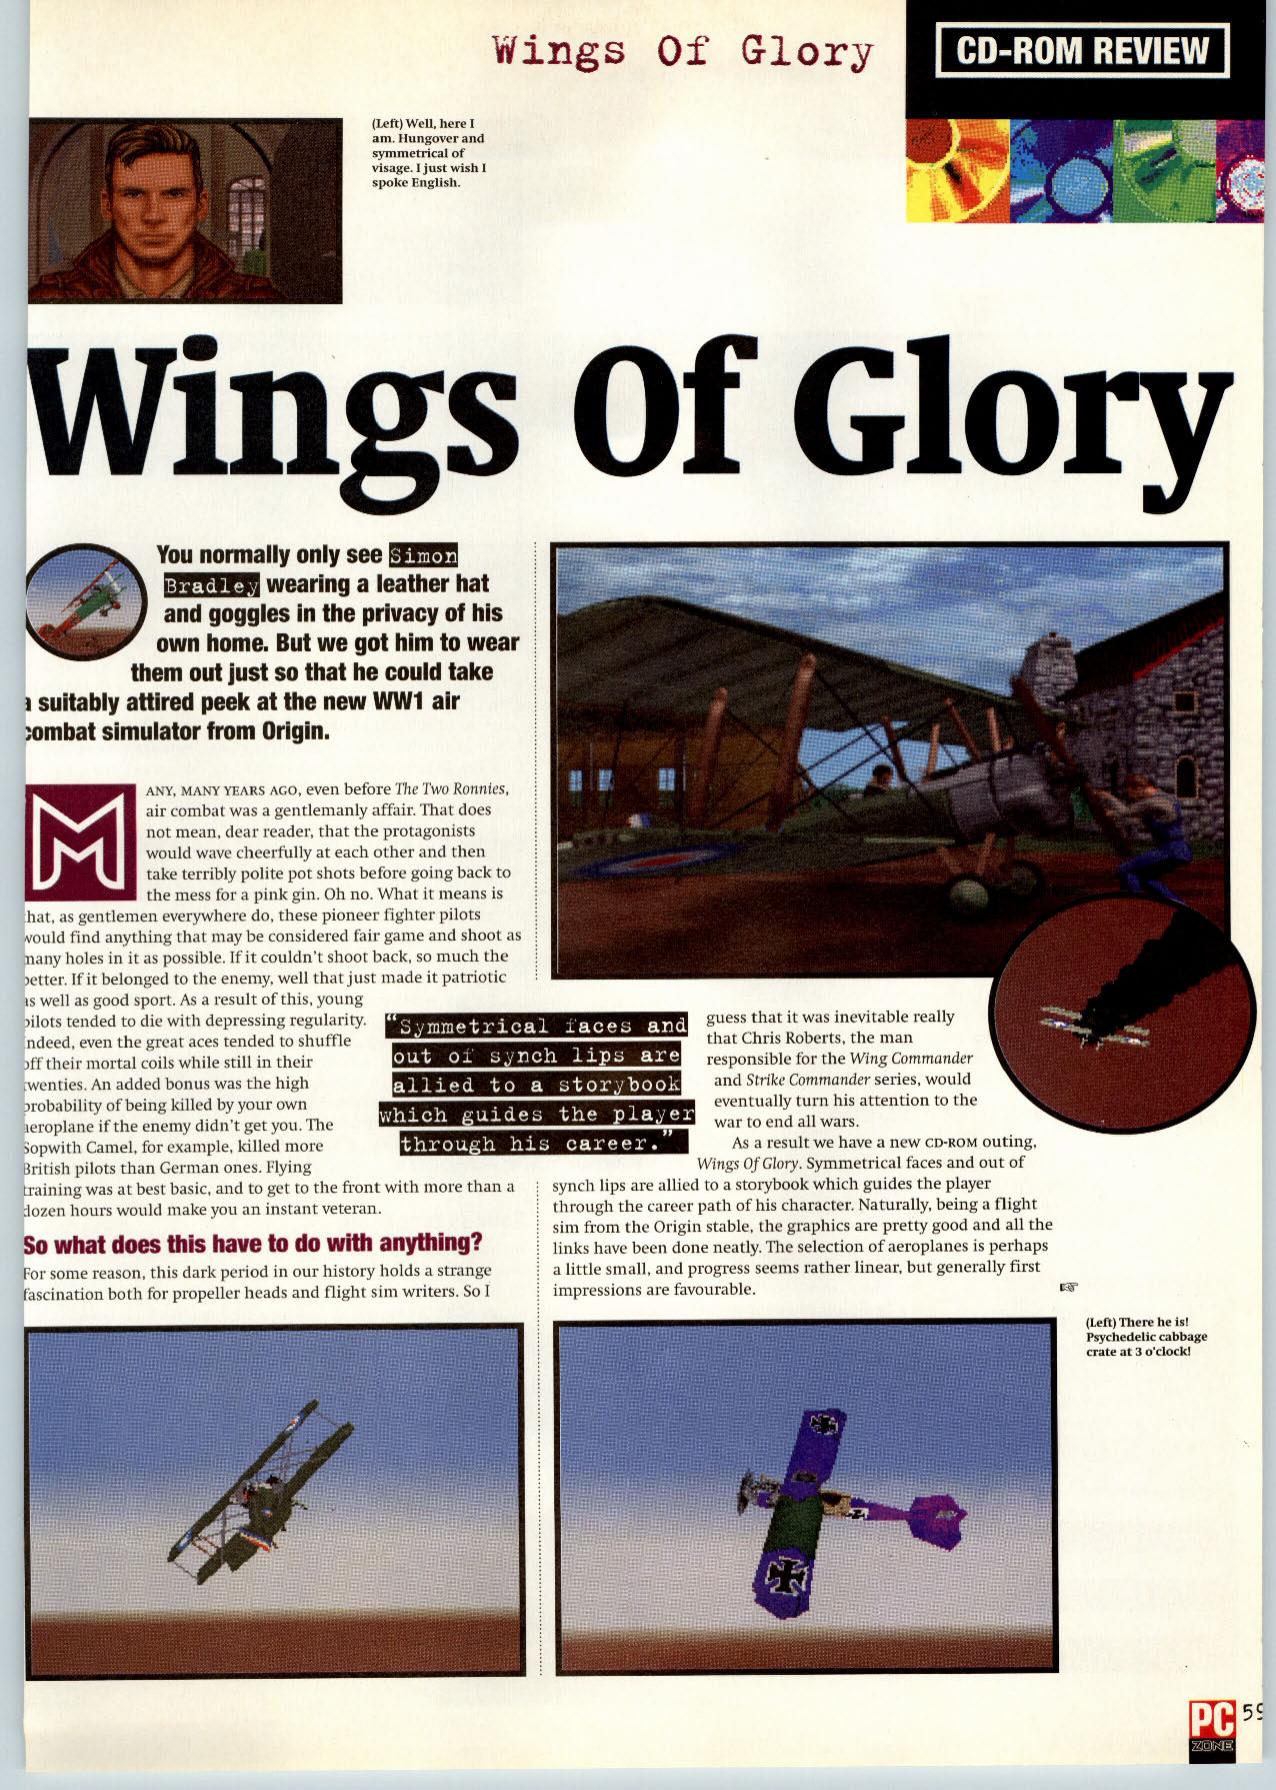 Wings Of Glory
CD-ROM REVIEW
(Left) Well, here I
am. Hungover and
symmetrical of
visage. I just wish I
spoke English.
Wings Of Glory
You normally only see Simon
Bradley wearing a leather hat
and goggles in the privacy of his
own home. But we got him to wear
them out just so that he could take
a suitably attired peek at the new WW1 air
combat simulator from Origin.
MANY, MANY YEARS AGO, even before The Two Ronnies,
air combat was a gentlemanly affair. That does
not mean, dear reader, that the protagonists
would wave cheerfully at each other and then
take terribly polite pot shots before going back to
the mess for a pink gin. Oh no. What it means is
that, as gentlemen everywhere do, these pioneer fighter pilots
would find anything that may be considered fair game and shoot as
many holes in it as possible. If it couldn't shoot back, so much the
better. If it belonged to the enemy, well that just made it patriotic
as well as good sport. As a result of this, young
pilots tended to die with depressing regularity.
Indeed, even the great aces tended to shuffle
off their mortal coils while still in their
twenties. An added bonus was the high
probability of being killed by your own
aeroplane if the enemy didn't get you. The
Sopwith Camel, for example, killed more
British pilots than German ones. Flying
training was at best basic, and to get to the front with more than a
dozen hours would make you an instant veteran.
So what does this have to do with anything?
For some reason, this dark period in our history holds a strange
fascination both for propeller heads and flight sim writers. So I
"Symmetrical faces and
out of synch lips are
allied to a storybook
which guides the player
through his career."
guess that it was inevitable really
that Chris Roberts, the man
responsible for the Wing Commander
and Strike Commander series, would
eventually turn his attention to the
war to end all wars.
As a result we have a new CD-ROM outing,
Wings Of Glory. Symmetrical faces and out of
synch lips are allied to a storybook which guides the player
through the career path of his character. Naturally, being a flight
sim from the Origin stable, the graphics are pretty good and all the
links have been done neatly. The selection of aeroplanes is perhaps
a little small, and progress seems rather linear, but generally first
impressions are favourable.
(Left) There he is!
Psychedelic cabbage
crate at 3 o'clock!
PC
ZONE
59